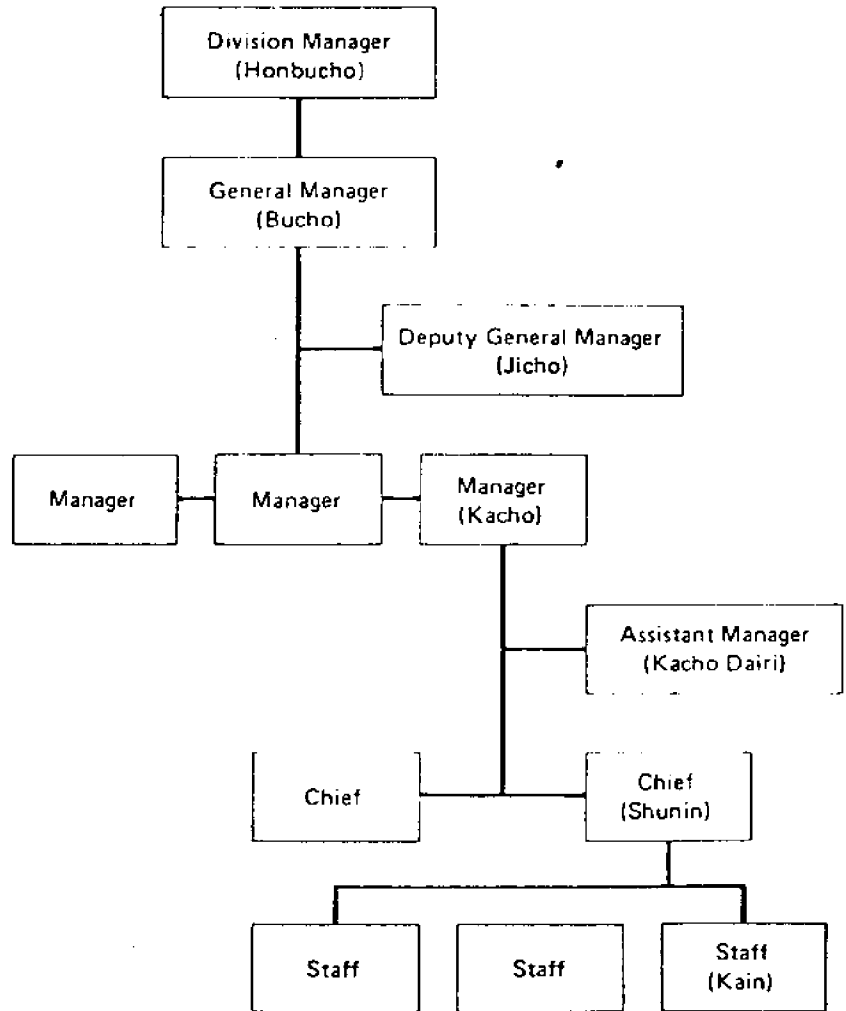 Division Manager
(Honbucho)
General Manager
(Bucho)
Deputy General Manager
(Jicho)
Manager
Manager
Manager
(Kacho)
Assistant Manager
(Kacho Dairi)
Chief
Chief
(Shunin)
Staff
Staff
Staff
(Kain)